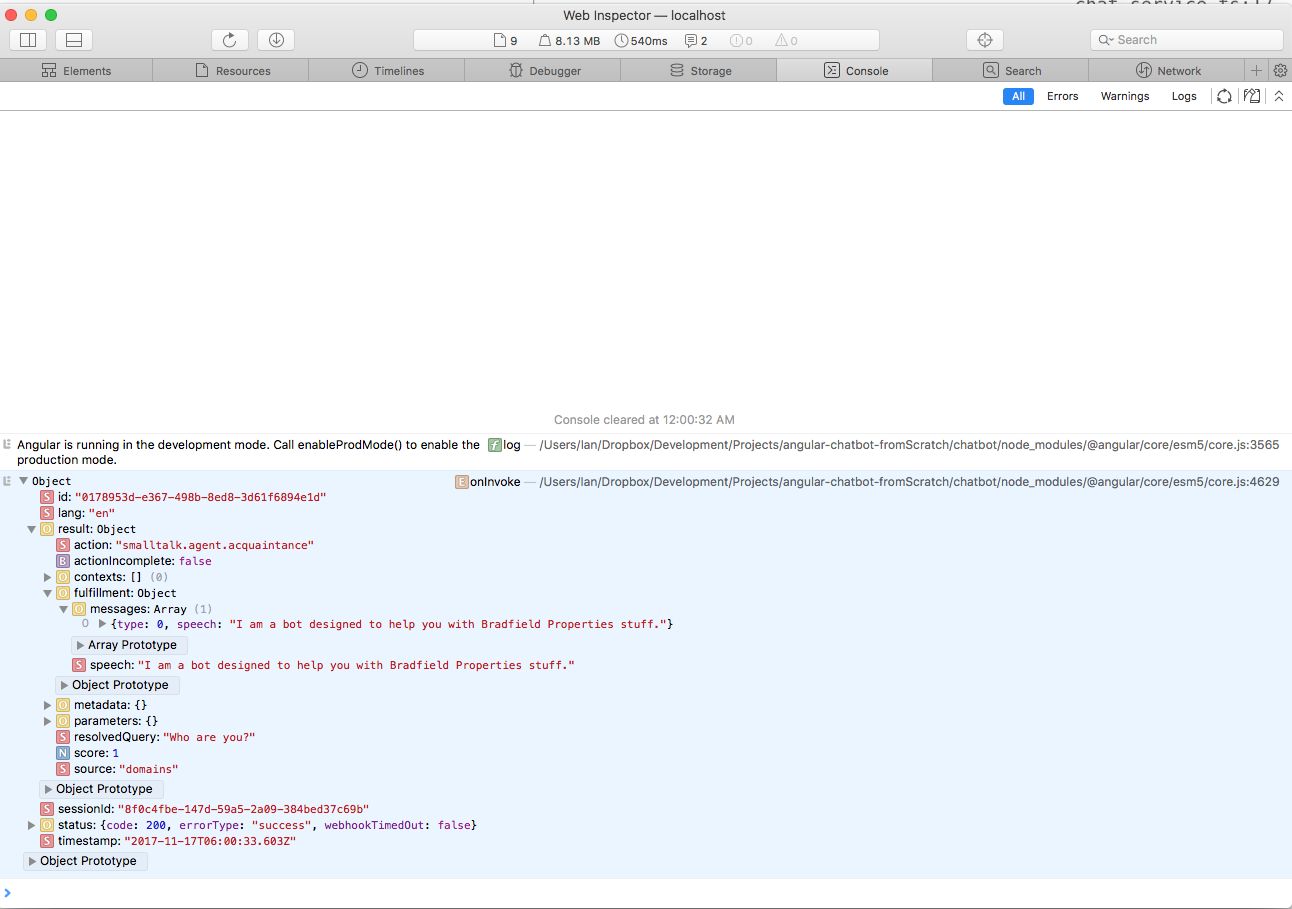 chat service ts:17
Web Inspector — localhost
9 8.13 MB 540ms 2 0 0 Search
Elements Resources Timelines Debugger Storage Console Search Network
All Errors Warnings Logs
Console cleared at 12:00:32 AM
Angular is running in the development mode. Call enableProdMode() to enable the f log — /Users/Ian/Dropbox/Development/Projects/angular-chatbot-fromScratch/chatbot/node_modules/@angular/core/esm5/core.js:3565
production mode.
Object E onInvoke — /Users/Ian/Dropbox/Development/Projects/angular-chatbot-fromScratch/chatbot/node_modules/@angular/core/esm5/core.js:4629
S id: "0178953d-e367-498b-8ed8-3d61f6894e1d"
S lang: "en"
O result: Object
S action: "smalltalk.agent.acquaintance"
B actionIncomplete: false
O contexts: [] (0)
O fulfillment: Object
O messages: Array (1)
0 {type: 0, speech: "I am a bot designed to help you with Bradfield Properties stuff."}
Array Prototype
S speech: "I am a bot designed to help you with Bradfield Properties stuff."
Object Prototype
O metadata: {}
O parameters: {}
S resolvedQuery: "Who are you?"
N score: 1
S source: "domains"
Object Prototype
S sessionId: "8f0c4fbe-147d-59a5-2a09-384bed37c69b"
O status: {code: 200, errorType: "success", webhookTimedOut: false}
S timestamp: "2017-11-17T06:00:33.603Z"
Object Prototype